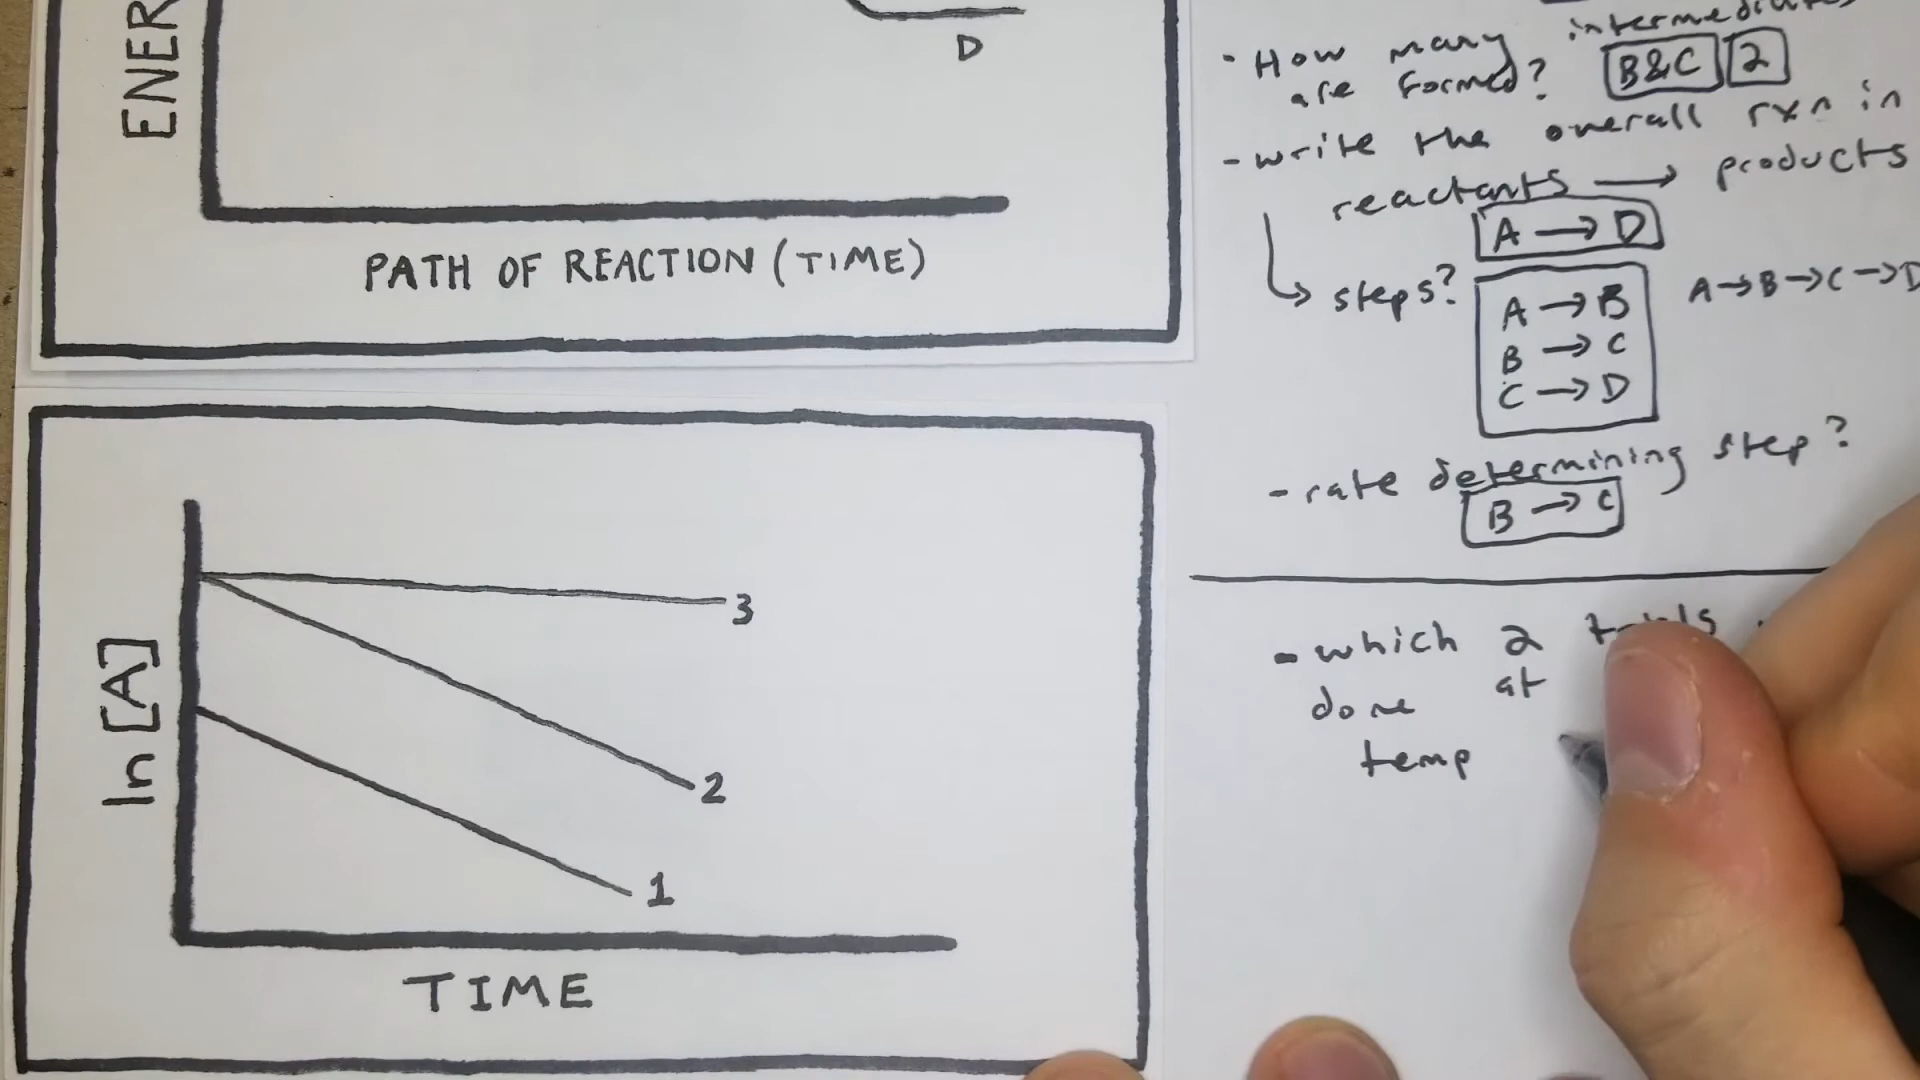 ENER
D
PATH OF REACTION (TIME)
ln [A]
3
2
1
TIME
- How many intermediates
are formed? B&C 2
- write the overall rxn in
reactants → products
A → D
↳ steps? A → B A→B→C→D
B → C
C → D
- rate determining step?
B → C
- which 2
done at
temp